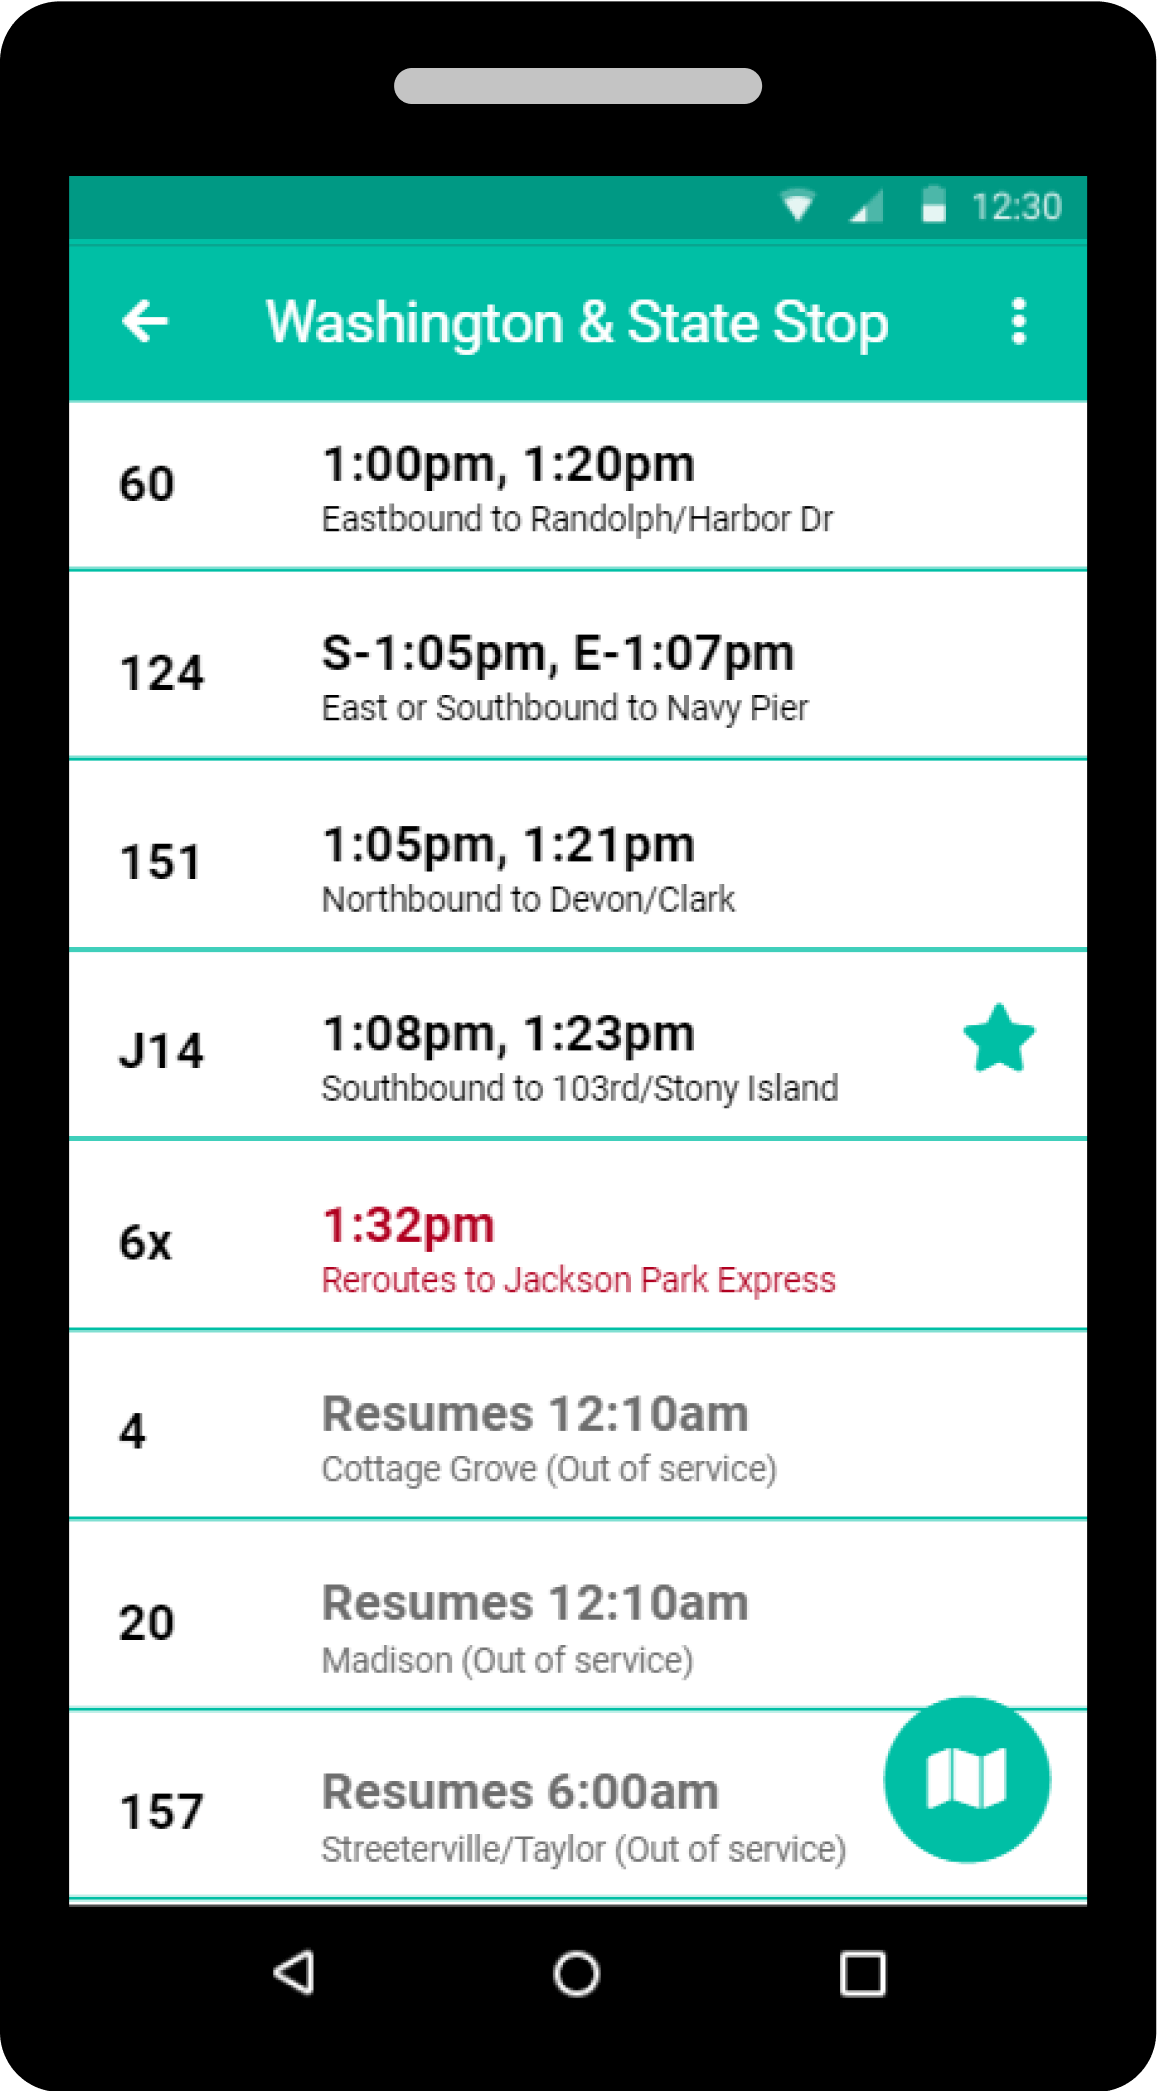 12:30
Washington & State Stop
60
1:00pm, 1:20pm
Eastbound to Randolph/Harbor Dr
124
S-1:05pm, E-1:07pm
East or Southbound to Navy Pier
151
1:05pm, 1:21pm
Northbound to Devon/Clark
J14
1:08pm, 1:23pm
Southbound to 103rd/Stony Island
6x
1:32pm
Reroutes to Jackson Park Express
4
Resumes 12:10am
Cottage Grove (Out of service)
20
Resumes 12:10am
Madison (Out of service)
157
Resumes 6:00am
Streeterville/Taylor (Out of service)